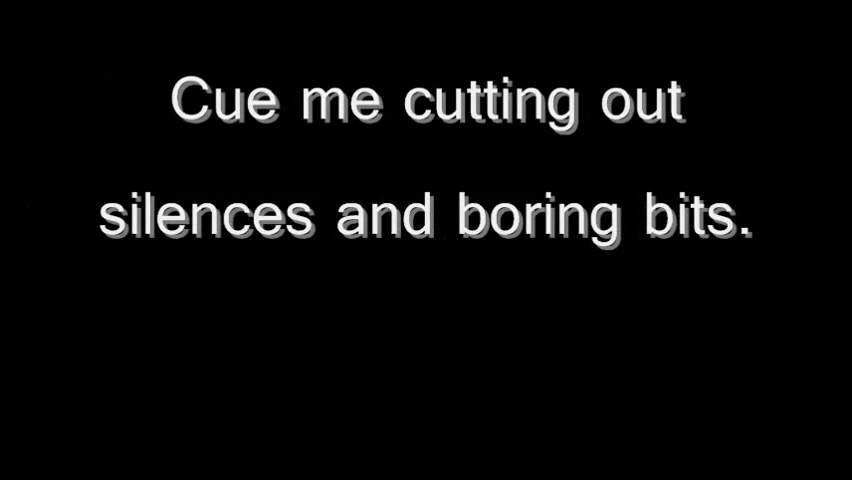 Cue me cutting out
silences and boring bits.